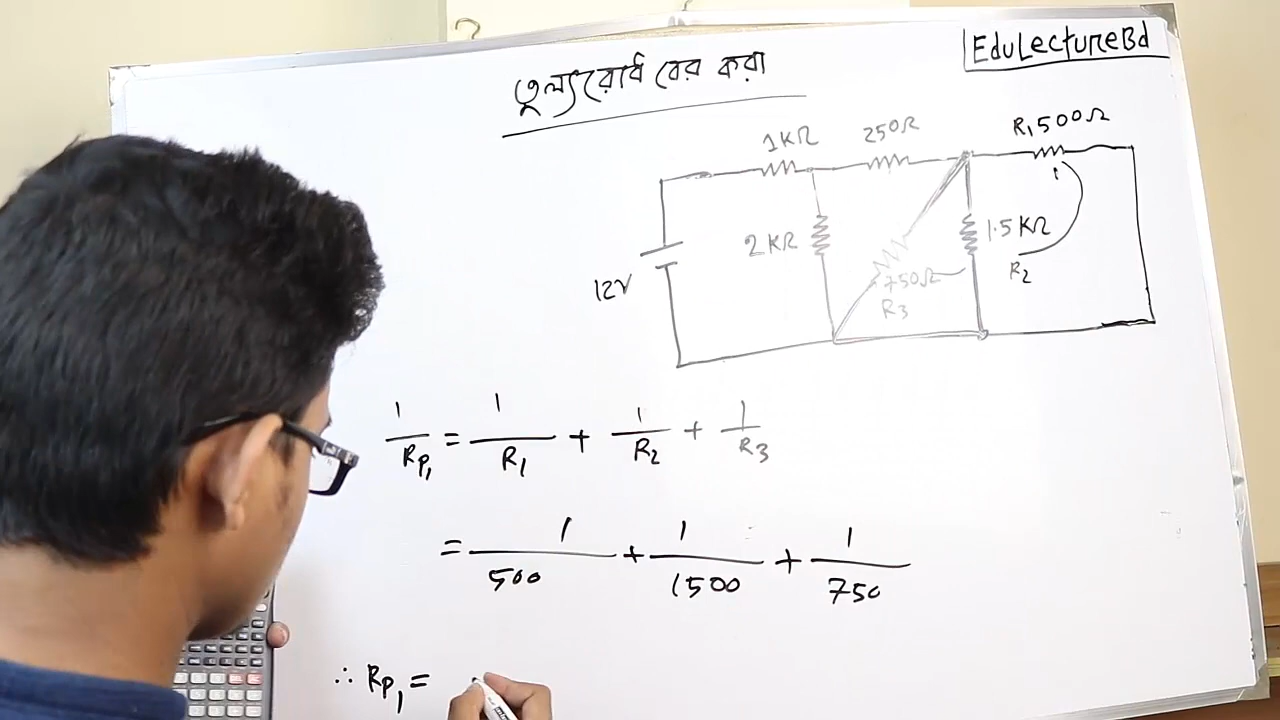 EduLectureBd
তুল্যরোধ বের করা
1KΩ 250Ω R1 500Ω
2KΩ 1.5KΩ
12V 750Ω R2
R3
1/Rp1 = 1/R1 + 1/R2 + 1/R3
= 1/500 + 1/1500 + 1/750
∴ Rp1 =